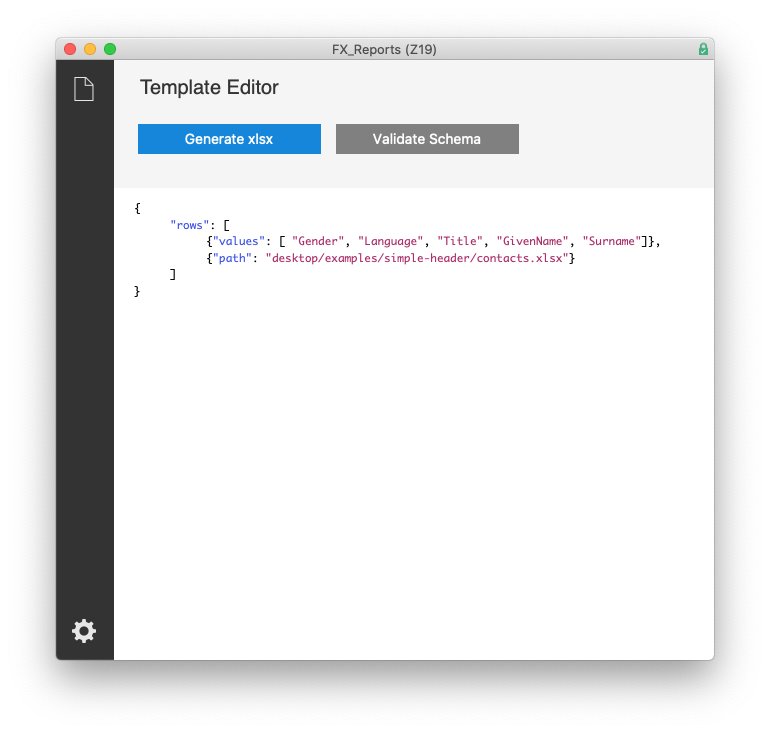 FX_Reports (Z19)
Template Editor
Generate xlsx
Validate Schema
{
"rows": [
{"values": [ "Gender", "Language", "Title", "GivenName", "Surname"]},
{"path": "desktop/examples/simple-header/contacts.xlsx"}
]
}